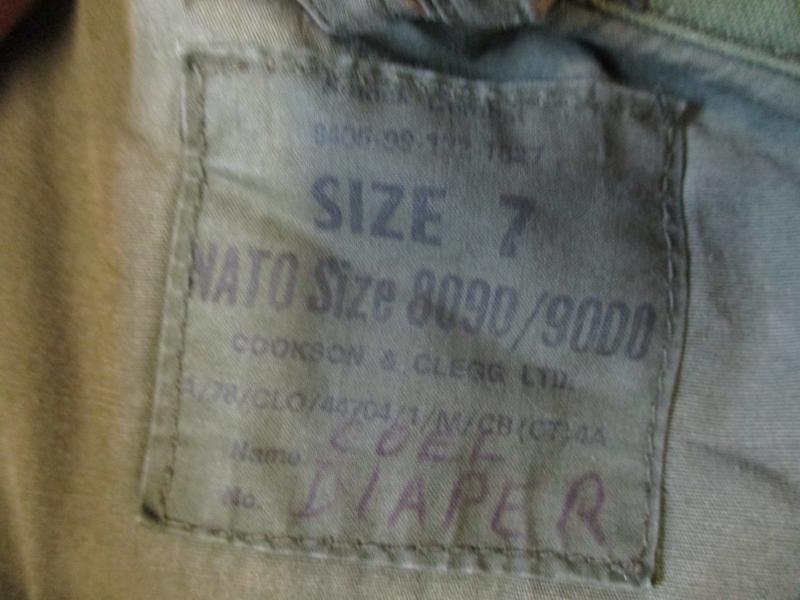 SIZE 7
NATO Size 8090/9000
COOKSON & CLEGG LTD.
A/78/CLO/44704/1/M/CB(CT)4A
Name. COEL
No. DIAPER